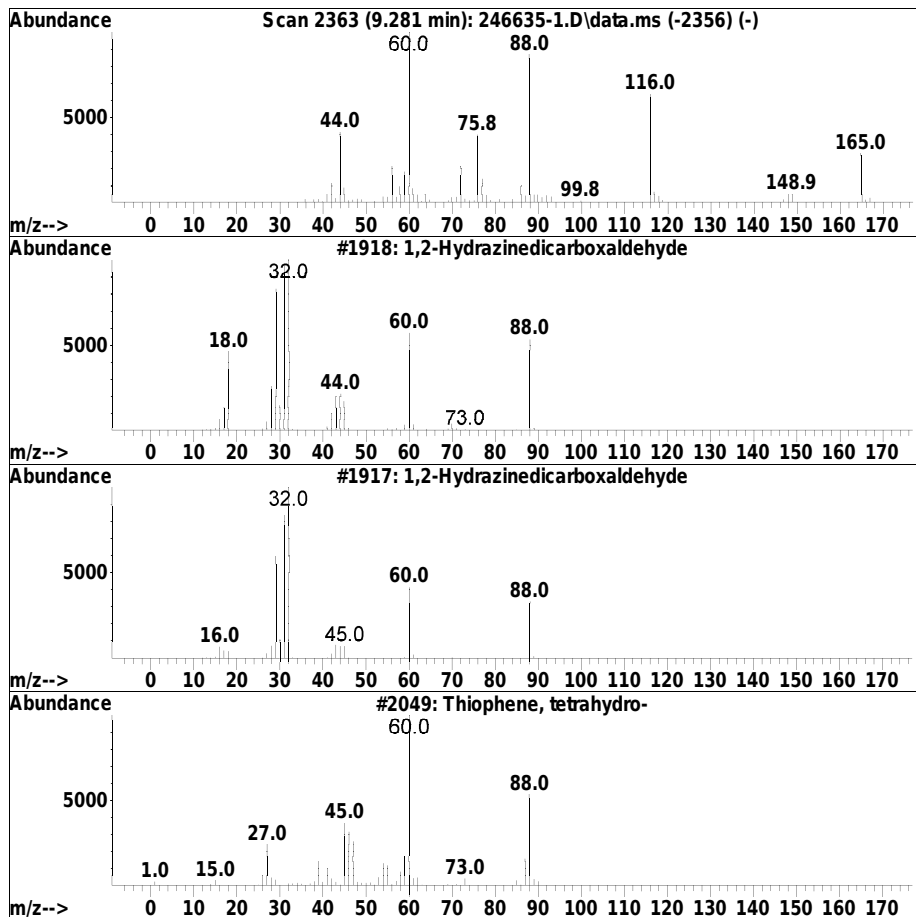 Abundance Scan 2363 (9.281 min): 246635-1.D\data.ms (-2356) (-)
60.0 88.0
116.0
5000 44.0 75.8
165.0
99.8 148.9
m/z--> 0 10 20 30 40 50 60 70 80 90 100 110 120 130 140 150 160 170
Abundance #1918: 1,2-Hydrazinedicarboxaldehyde
32.0
60.0 88.0
5000 18.0
44.0
73.0
m/z--> 0 10 20 30 40 50 60 70 80 90 100 110 120 130 140 150 160 170
Abundance #1917: 1,2-Hydrazinedicarboxaldehyde
32.0
5000 60.0 88.0
16.0 45.0
m/z--> 0 10 20 30 40 50 60 70 80 90 100 110 120 130 140 150 160 170
Abundance #2049: Thiophene, tetrahydro-
60.0
88.0
5000 45.0
27.0
1.0 15.0 73.0
m/z--> 0 10 20 30 40 50 60 70 80 90 100 110 120 130 140 150 160 170